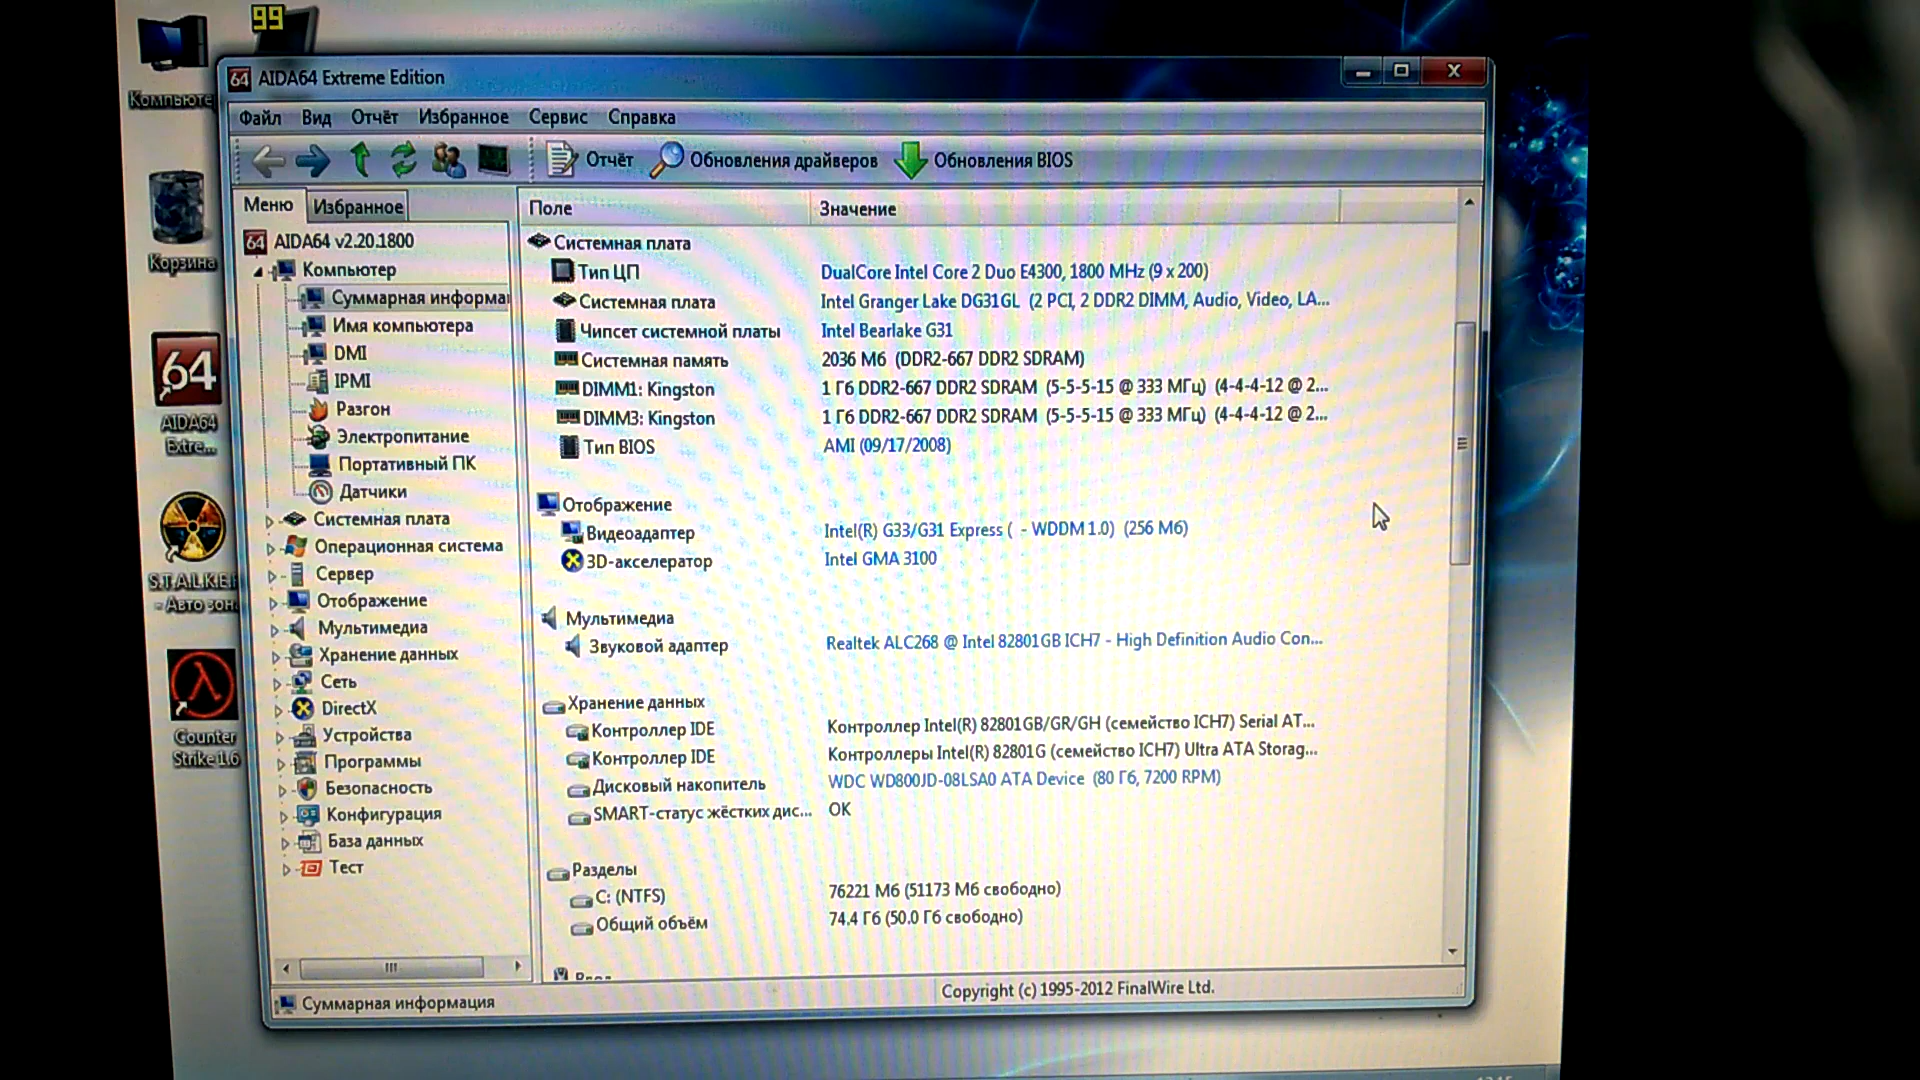 99
Компьюте
Корзина
64
AIDA64
Extre...
S.T.A.L.K.E.
- Авто зон
Counter
Strike 1.6
64 AIDA64 Extreme Edition
Файл Вид Отчёт Избранное Сервис Справка
Отчёт Обновления драйверов Обновления BIOS
Меню Избранное
64 AIDA64 v2.20.1800
Компьютер
Суммарная информа
Имя компьютера
DMI
IPMI
Разгон
Электропитание
Портативный ПК
Датчики
Системная плата
Операционная система
Сервер
Отображение
Мультимедиа
Хранение данных
Сеть
DirectX
Устройства
Программы
Безопасность
Конфигурация
База данных
Тест
Поле Значение
Системная плата
Тип ЦП DualCore Intel Core 2 Duo E4300, 1800 MHz (9 x 200)
Системная плата Intel Granger Lake DG31GL (2 PCI, 2 DDR2 DIMM, Audio, Video, LA...
Чипсет системной платы Intel Bearlake G31
Системная память 2036 Мб (DDR2-667 DDR2 SDRAM)
DIMM1: Kingston 1 Гб DDR2-667 DDR2 SDRAM (5-5-5-15 @ 333 МГц) (4-4-4-12 @ 2...
DIMM3: Kingston 1 Гб DDR2-667 DDR2 SDRAM (5-5-5-15 @ 333 МГц) (4-4-4-12 @ 2...
Тип BIOS AMI (09/17/2008)
Отображение
Видеоадаптер Intel(R) G33/G31 Express ( - WDDM 1.0) (256 Мб)
3D-акселератор Intel GMA 3100
Мультимедиа
Звуковой адаптер Realtek ALC268 @ Intel 82801GB ICH7 - High Definition Audio Con...
Хранение данных
Контроллер IDE Контроллер Intel(R) 82801GB/GR/GH (семейство ICH7) Serial AT...
Контроллер IDE Контроллеры Intel(R) 82801G (семейство ICH7) Ultra ATA Storag...
Дисковый накопитель WDC WD800JD-08LSA0 ATA Device (80 Гб, 7200 RPM)
SMART-статус жёстких дис... OK
Разделы
C: (NTFS) 76221 Мб (51173 Мб свободно)
Общий объём 74.4 Гб (50.0 Гб свободно)
Суммарная информация
Copyright (c) 1995-2012 FinalWire Ltd.